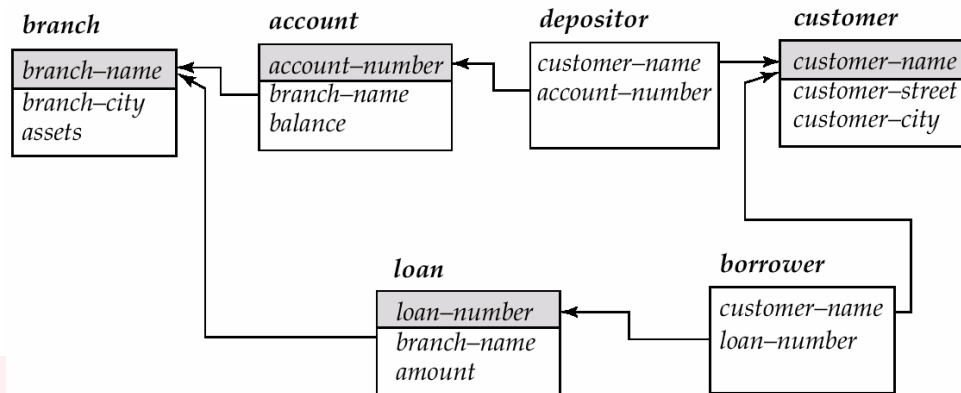 branch
branch–name
branch–city
assets
account
account–number
branch–name
balance
depositor
customer–name
account–number
customer
customer–name
customer–street
customer–city
loan
loan–number
branch–name
amount
borrower
customer–name
loan–number